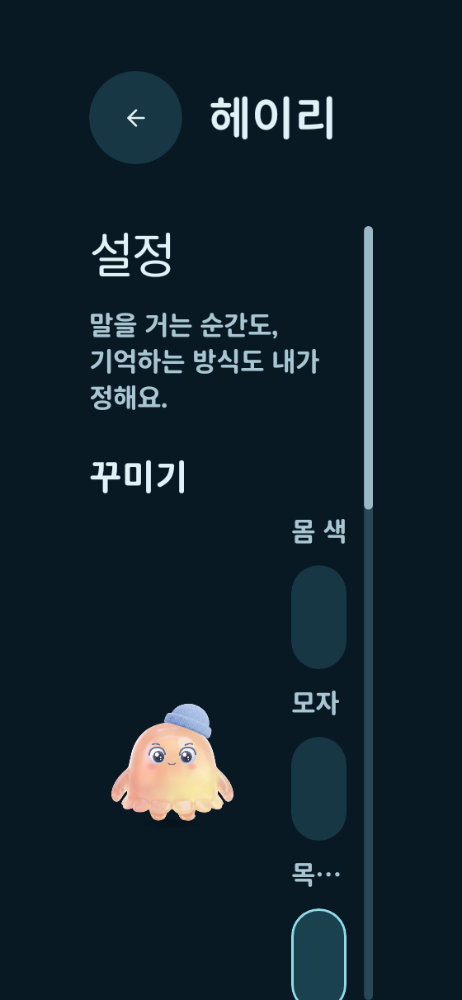 헤이리
설정
말을 거는 순간도,
기억하는 방식도 내가
정해요.
꾸미기
몸 색
모자
목…